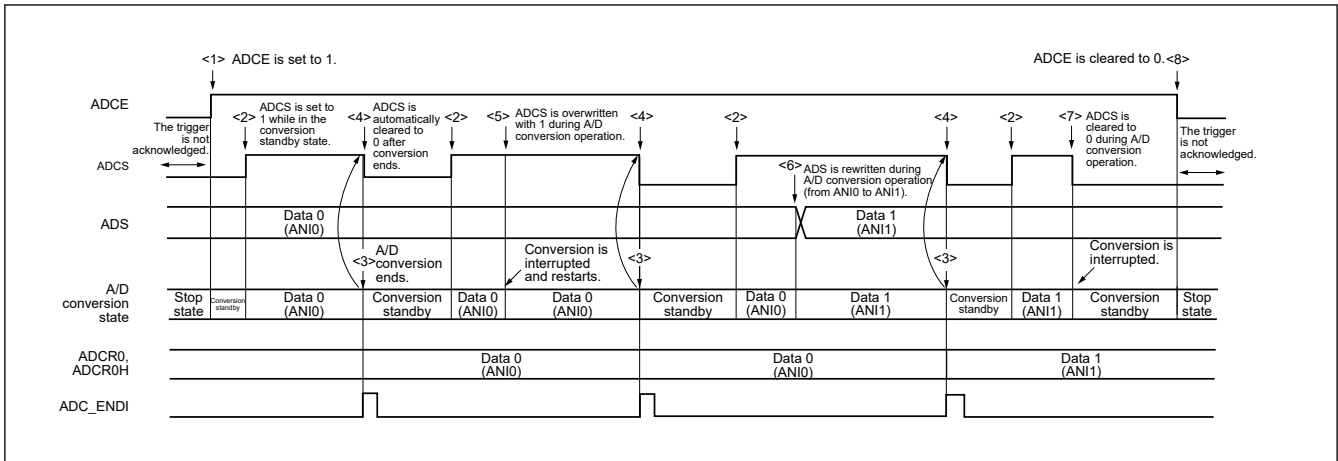 <1> ADCE is set to 1.
ADCE is cleared to 0. <8>
ADCE
The trigger
is not
acknowledged.
<2>
ADCS is set to
1 while in the
conversion
standby state.
<4>
ADCS is
automatically
cleared to
0 after
conversion
ends.
<2>
<5>
ADCS is overwritten
with 1 during A/D
conversion operation.
<4>
<2>
<4>
<2>
<7>
ADCS is
cleared to
0 during A/D
conversion
operation.
The trigger
is not
acknowledged.
ADCS
<6>
ADS is rewritten during
A/D conversion operation
(from ANI0 to ANI1).
ADS
Data 0
(ANI0)
Data 1
(ANI1)
<3>
A/D
conversion
ends.
Conversion is
interrupted
and restarts.
<3>
<3>
Conversion is
interrupted.
A/D
conversion
state
Stop
state
Conversion
standby
Data 0
(ANI0)
Conversion
standby
Data 0
(ANI0)
Data 0
(ANI0)
Conversion
standby
Data 0
(ANI0)
Data 1
(ANI1)
Conversion
standby
Data 1
(ANI1)
Conversion
standby
Stop
state
ADCR0,
ADCR0H
Data 0
(ANI0)
Data 0
(ANI0)
Data 1
(ANI1)
ADC_ENDI